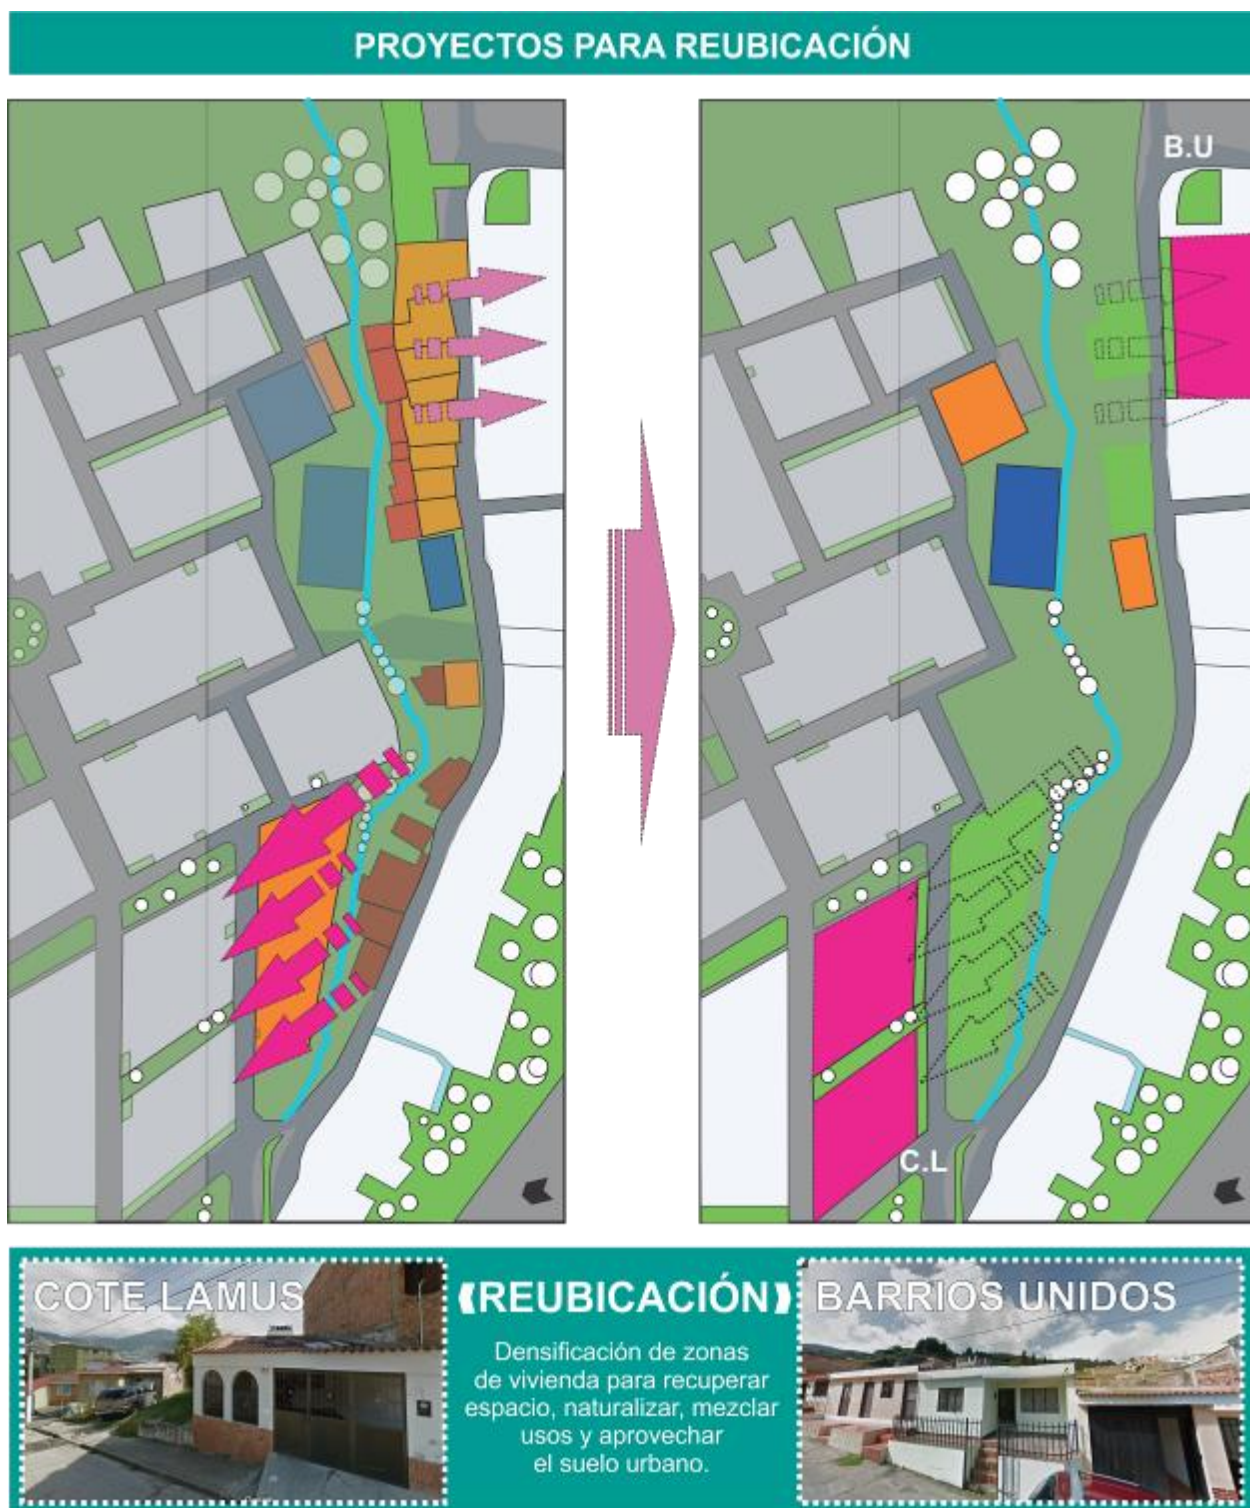 PROYECTOS PARA REUBICACIÓN
B.U
C.L
COTE LAMUS
(REUBICACIÓN)
Densificación de zonas
de vivienda para recuperar
espacio, naturalizar, mezclar
usos y aprovechar
el suelo urbano.
BARRIOS UNIDOS